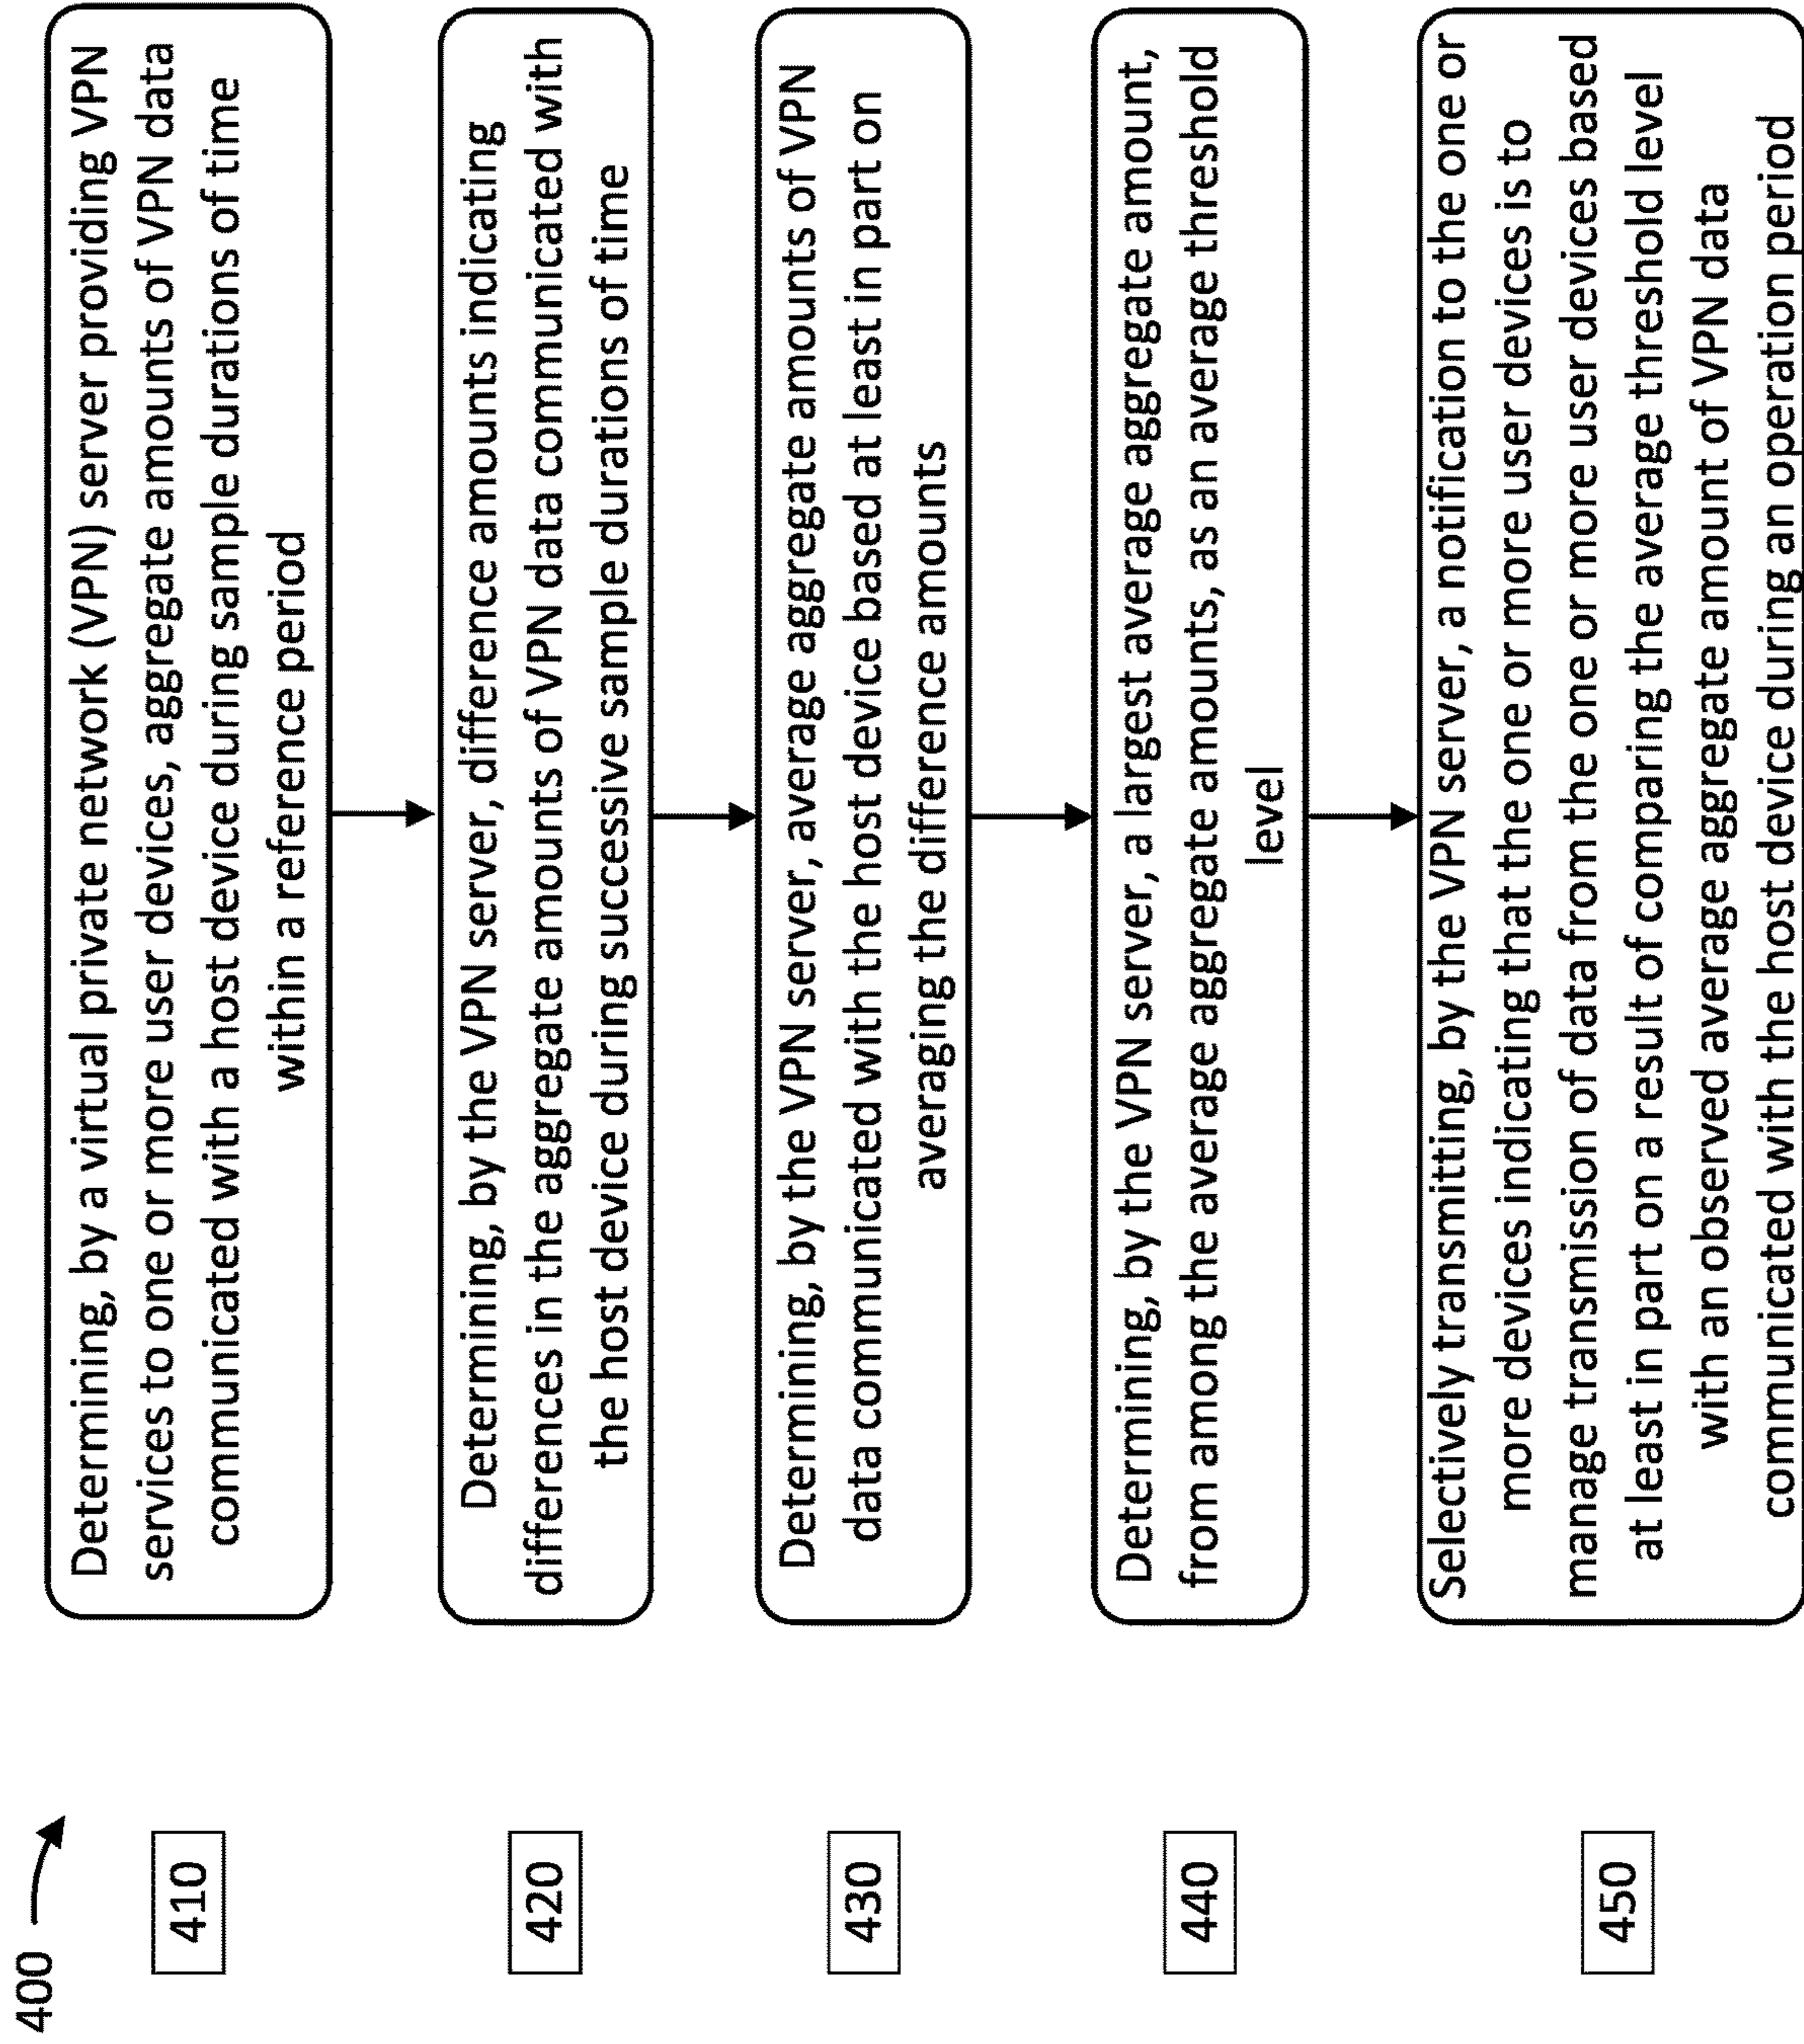 400
410
Determining, by a virtual private network (VPN) server providing VPN
services to one or more user devices, aggregate amounts of VPN data
communicated with a host device during sample durations of time
within a reference period
420
Determining, by the VPN server, difference amounts indicating
differences in the aggregate amounts of VPN data communicated with
the host device during successive sample durations of time
430
Determining, by the VPN server, average aggregate amounts of VPN
data communicated with the host device based at least in part on
averaging the difference amounts
440
Determining, by the VPN server, a largest average aggregate amount,
from among the average aggregate amounts, as an average threshold
level
450
Selectively transmitting, by the VPN server, a notification to the one or
more devices indicating that the one or more user devices is to
manage transmission of data from the one or more user devices based
at least in part on a result of comparing the average threshold level
with an observed average aggregate amount of VPN data
communicated with the host device during an operation period